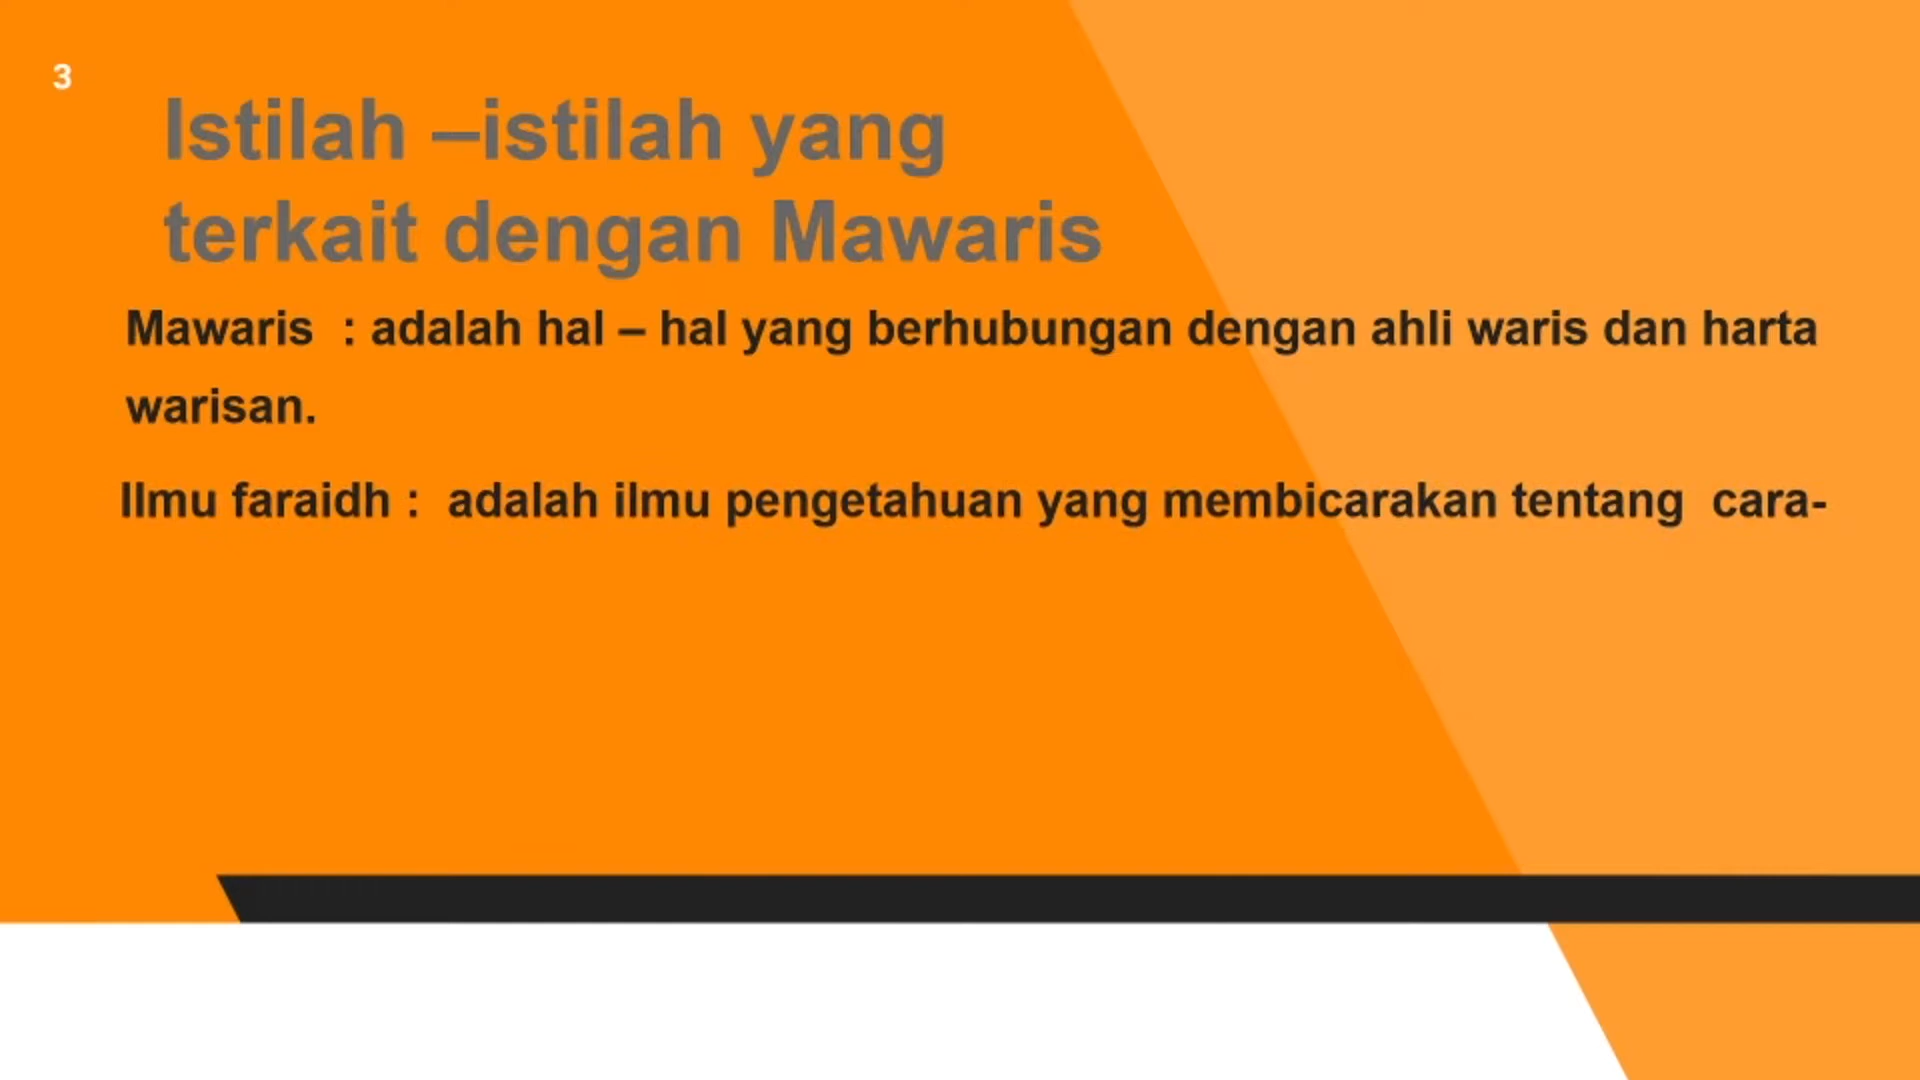 3
Istilah –istilah yang
terkait dengan Mawaris
Mawaris  : adalah hal – hal yang berhubungan dengan ahli waris dan harta
warisan.
Ilmu faraidh :  adalah ilmu pengetahuan yang membicarakan tentang  cara-